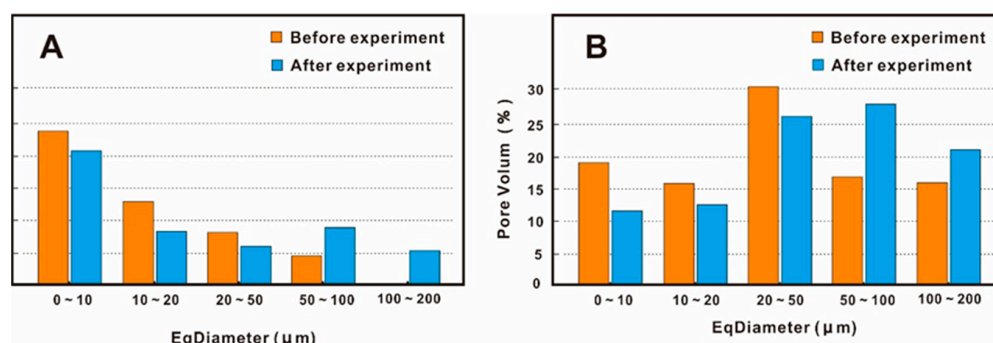 A
Before experiment
After experiment
0 ~ 10
10 ~ 20
20 ~ 50
50 ~ 100
100 ~ 200
EqDiameter ( μm )
B
Before experiment
After experiment
Pore Volum ( % )
30
25
20
15
10
5
0
0 ~ 10
10 ~ 20
20 ~ 50
50 ~ 100
100 ~ 200
EqDiameter ( μm )